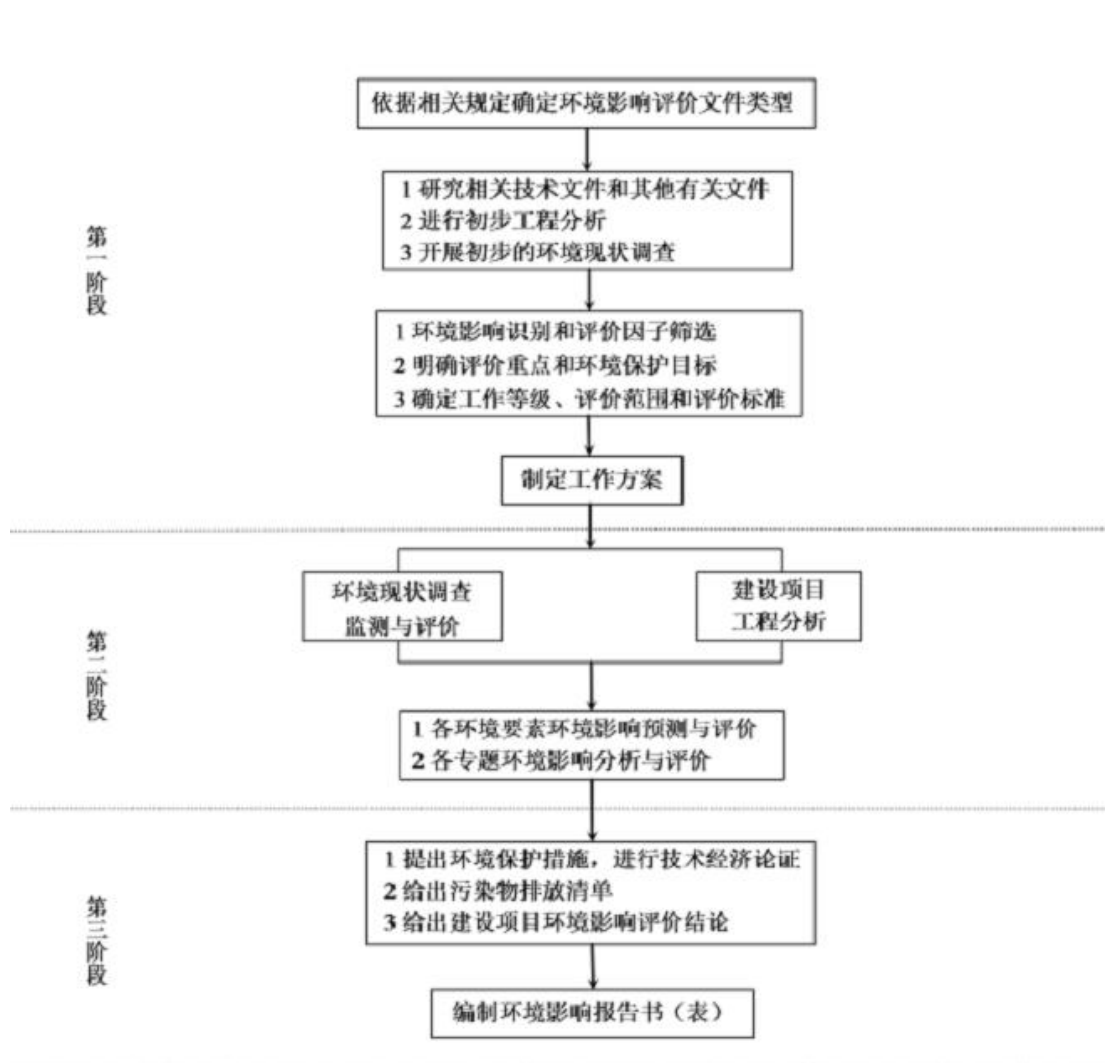 依据相关规定确定环境影响评价文件类型
1 研究相关技术文件和其他有关文件
2 进行初步工程分析
3 开展初步的环境现状调查
第一阶段
1 环境影响识别和评价因子筛选
2 明确评价重点和环境保护目标
3 确定工作等级、评价范围和评价标准
制定工作方案
环境现状调查
监测与评价
建设项目
工程分析
第二阶段
1 各环境要素环境影响预测与评价
2 各专题环境影响分析与评价
1 提出环境保护措施，进行技术经济论证
2 给出污染物排放清单
3 给出建设项目环境影响评价结论
第三阶段
编制环境影响报告书（表）